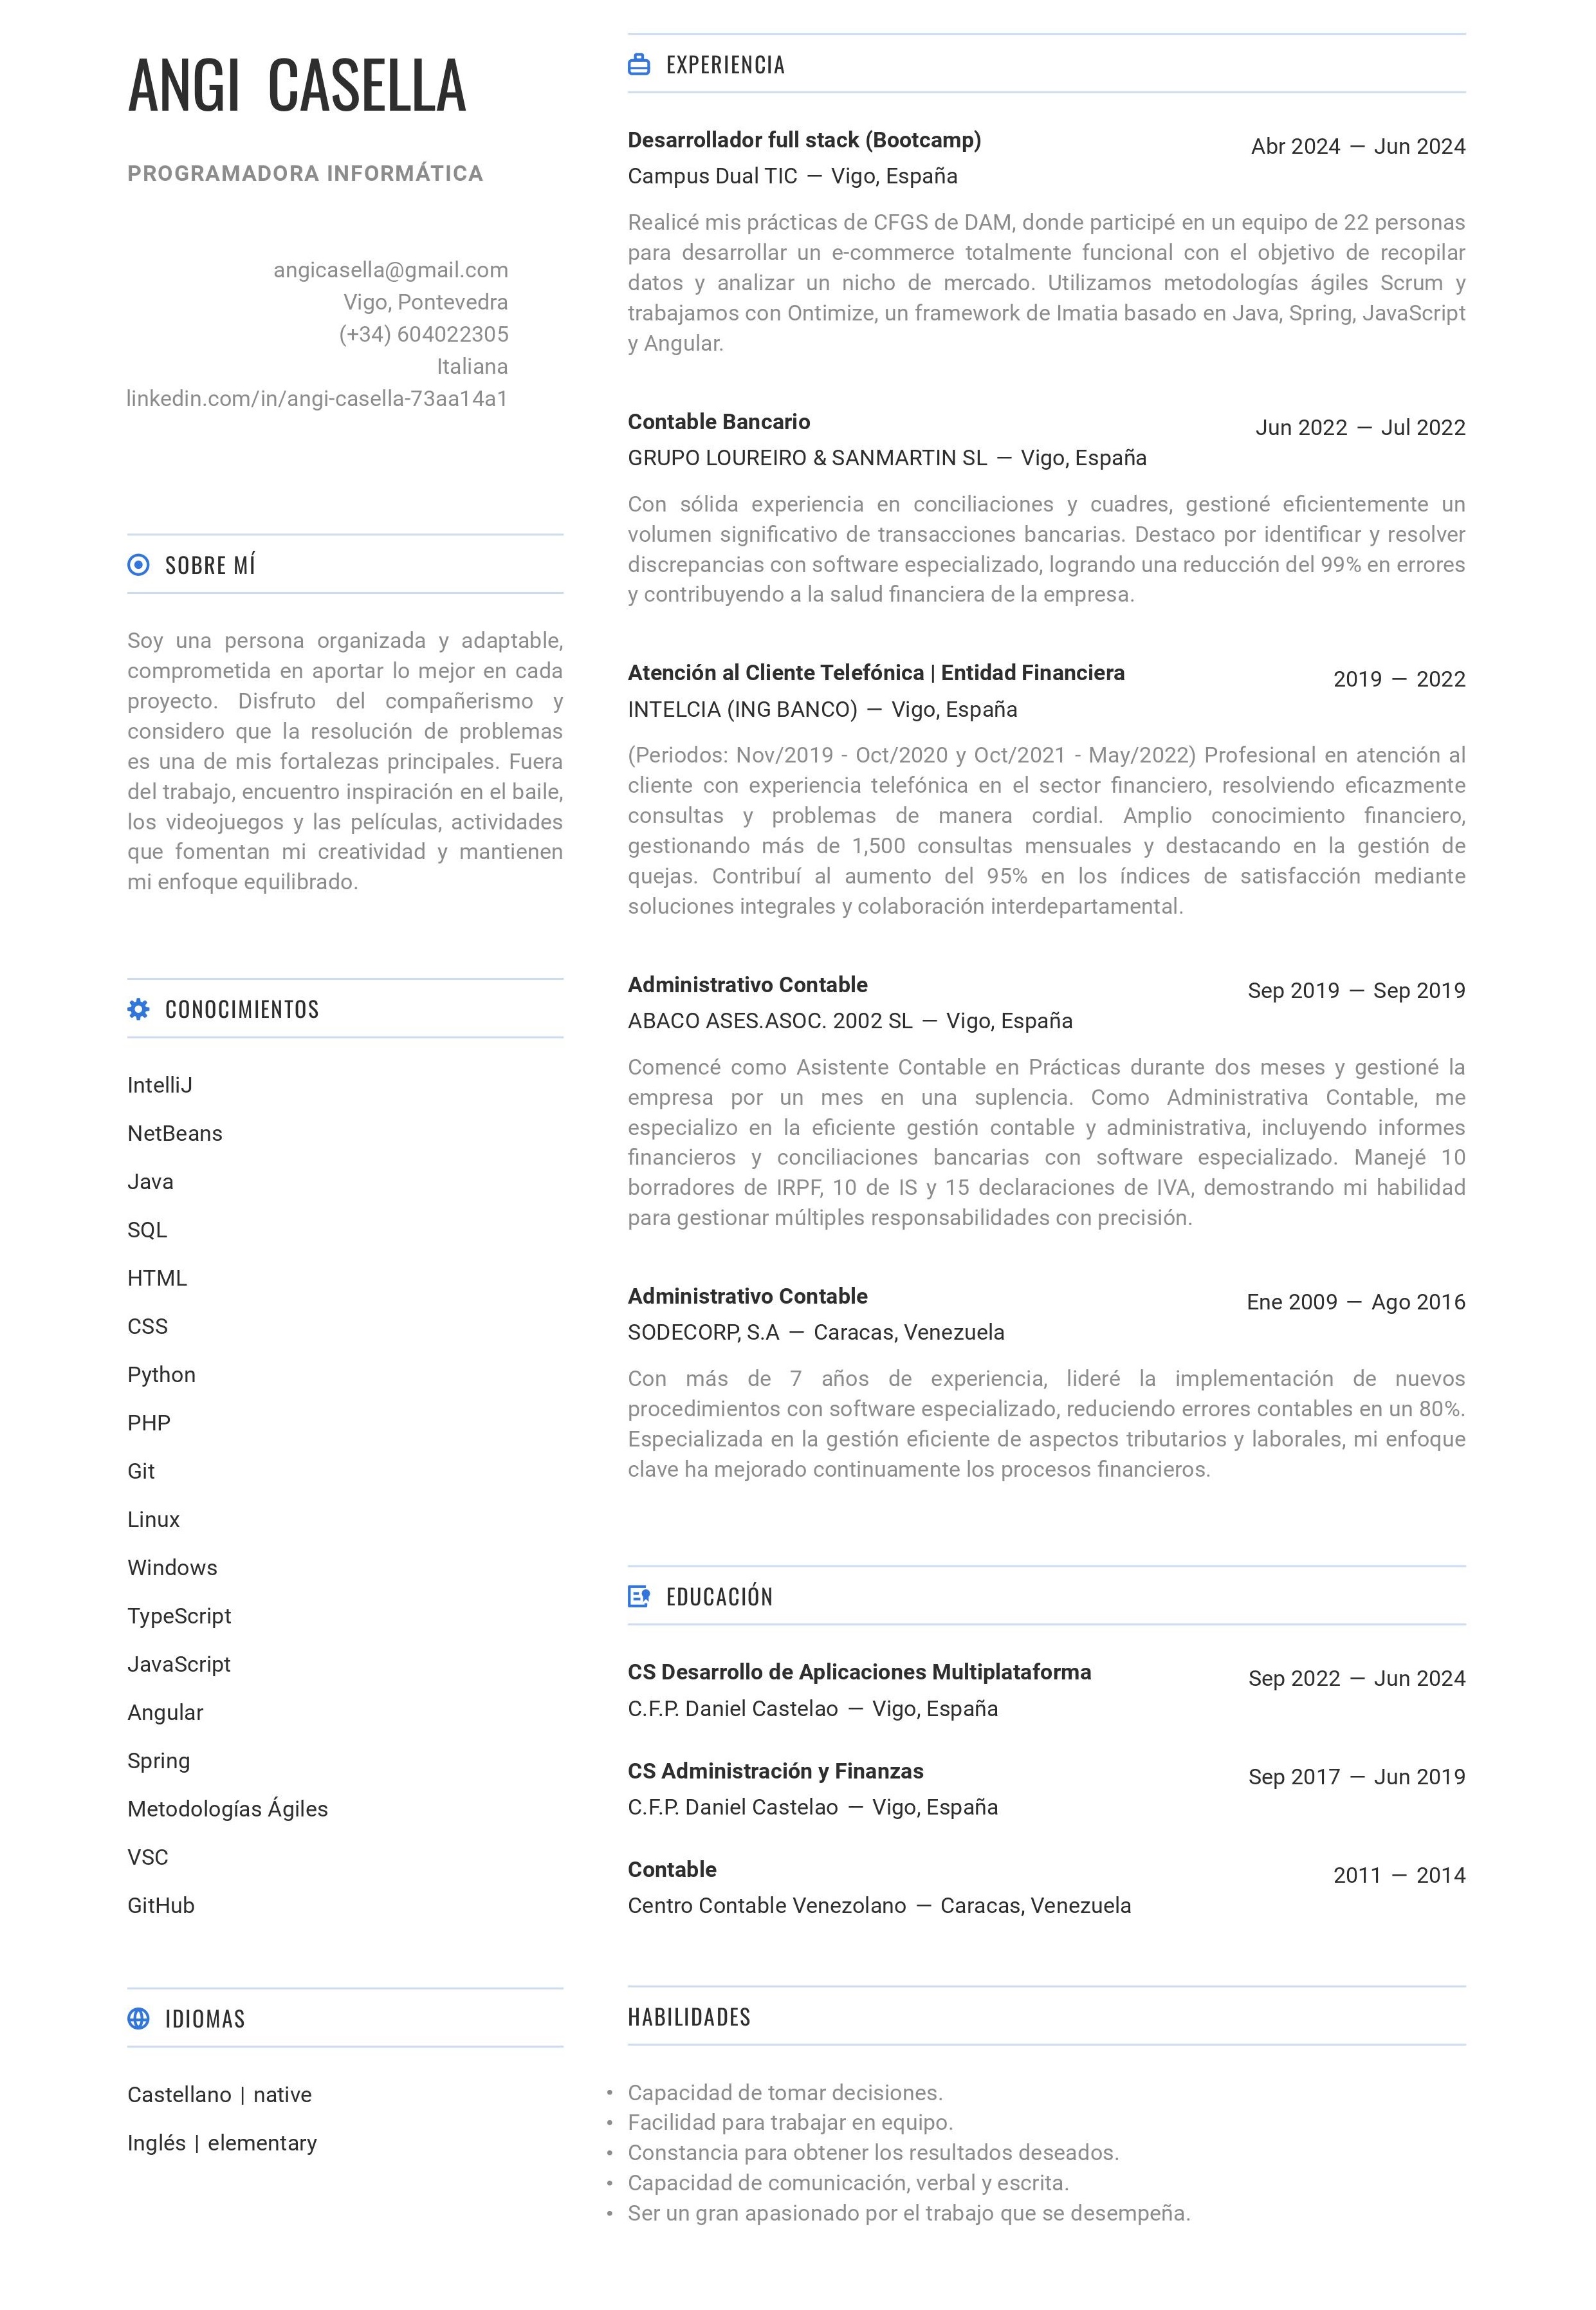 ANGI CASELLA
PROGRAMADORA INFORMÁTICA
angicasella@gmail.com
Vigo, Pontevedra
(+34) 604022305
Italiana
linkedin.com/in/angi-casella-73aa14a1
SOBRE MÍ
Soy una persona organizada y adaptable,
comprometida en aportar lo mejor en cada
proyecto. Disfruto del compañerismo y
considero que la resolución de problemas
es una de mis fortalezas principales. Fuera
del trabajo, encuentro inspiración en el baile,
los videojuegos y las películas, actividades
que fomentan mi creatividad y mantienen
mi enfoque equilibrado.
CONOCIMIENTOS
IntelliJ
NetBeans
Java
SQL
HTML
CSS
Python
PHP
Git
Linux
Windows
TypeScript
JavaScript
Angular
Spring
Metodologías Ágiles
VSC
GitHub
IDIOMAS
Castellano | native
Inglés | elementary
EXPERIENCIA
Desarrollador full stack (Bootcamp) Abr 2024 — Jun 2024
Campus Dual TIC — Vigo, España
Realicé mis prácticas de CFGS de DAM, donde participé en un equipo de 22 personas
para desarrollar un e-commerce totalmente funcional con el objetivo de recopilar
datos y analizar un nicho de mercado. Utilizamos metodologías ágiles Scrum y
trabajamos con Ontimize, un framework de Imatia basado en Java, Spring, JavaScript
y Angular.
Contable Bancario Jun 2022 — Jul 2022
GRUPO LOUREIRO & SANMARTIN SL — Vigo, España
Con sólida experiencia en conciliaciones y cuadres, gestioné eficientemente un
volumen significativo de transacciones bancarias. Destaco por identificar y resolver
discrepancias con software especializado, logrando una reducción del 99% en errores
y contribuyendo a la salud financiera de la empresa.
Atención al Cliente Telefónica | Entidad Financiera 2019 — 2022
INTELCIA (ING BANCO) — Vigo, España
(Periodos: Nov/2019 - Oct/2020 y Oct/2021 - May/2022) Profesional en atención al
cliente con experiencia telefónica en el sector financiero, resolviendo eficazmente
consultas y problemas de manera cordial. Amplio conocimiento financiero,
gestionando más de 1,500 consultas mensuales y destacando en la gestión de
quejas. Contribuí al aumento del 95% en los índices de satisfacción mediante
soluciones integrales y colaboración interdepartamental.
Administrativo Contable Sep 2019 — Sep 2019
ABACO ASES.ASOC. 2002 SL — Vigo, España
Comencé como Asistente Contable en Prácticas durante dos meses y gestioné la
empresa por un mes en una suplencia. Como Administrativa Contable, me
especializo en la eficiente gestión contable y administrativa, incluyendo informes
financieros y conciliaciones bancarias con software especializado. Manejé 10
borradores de IRPF, 10 de IS y 15 declaraciones de IVA, demostrando mi habilidad
para gestionar múltiples responsabilidades con precisión.
Administrativo Contable Ene 2009 — Ago 2016
SODECORP, S.A — Caracas, Venezuela
Con más de 7 años de experiencia, lideré la implementación de nuevos
procedimientos con software especializado, reduciendo errores contables en un 80%.
Especializada en la gestión eficiente de aspectos tributarios y laborales, mi enfoque
clave ha mejorado continuamente los procesos financieros.
EDUCACIÓN
CS Desarrollo de Aplicaciones Multiplataforma Sep 2022 — Jun 2024
C.F.P. Daniel Castelao — Vigo, España
CS Administración y Finanzas Sep 2017 — Jun 2019
C.F.P. Daniel Castelao — Vigo, España
Contable 2011 — 2014
Centro Contable Venezolano — Caracas, Venezuela
HABILIDADES
• Capacidad de tomar decisiones.
• Facilidad para trabajar en equipo.
• Constancia para obtener los resultados deseados.
• Capacidad de comunicación, verbal y escrita.
• Ser un gran apasionado por el trabajo que se desempeña.